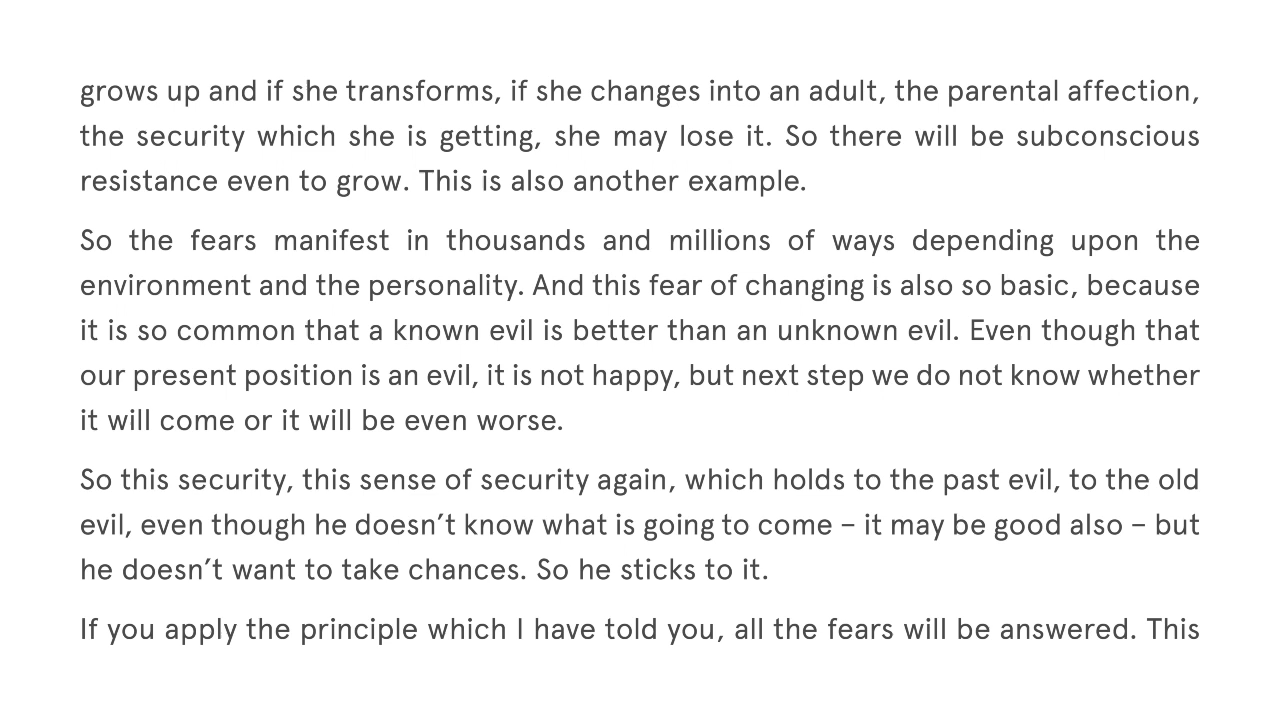 grows up and if she transforms, if she changes into an adult, the parental affection,
the security which she is getting, she may lose it. So there will be subconscious
resistance even to grow. This is also another example.
So the fears manifest in thousands and millions of ways depending upon the
environment and the personality. And this fear of changing is also so basic, because
it is so common that a known evil is better than an unknown evil. Even though that
our present position is an evil, it is not happy, but next step we do not know whether
it will come or it will be even worse.
So this security, this sense of security again, which holds to the past evil, to the old
evil, even though he doesn’t know what is going to come – it may be good also – but
he doesn’t want to take chances. So he sticks to it.
If you apply the principle which I have told you, all the fears will be answered. This